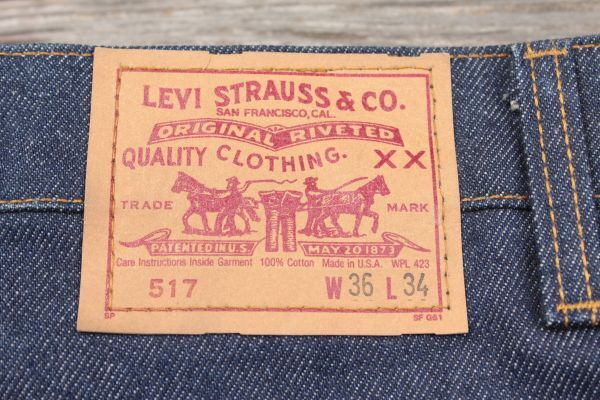 LEVI STRAUSS & CO.
SAN FRANCISCO, CAL.
ORIGINAL RIVETED
QUALITY CLOTHING. XX
TRADE MARK
PATENTED IN U.S. MAY 20 1873
Care Instructions Inside Garment 100% Cotton Made in U.S.A. WPL 423
517 W 36 L 34
SP SF 081